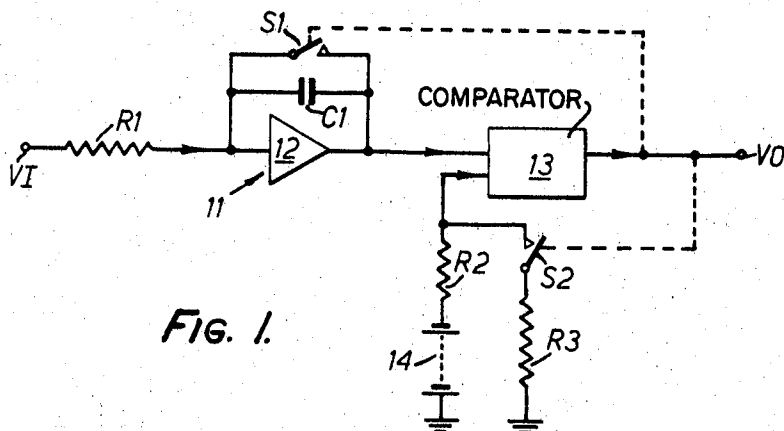 S1
COMPARATOR
R1
C1
12
13
VI
VO
11
R2
S2
FIG. 1.
14
R3